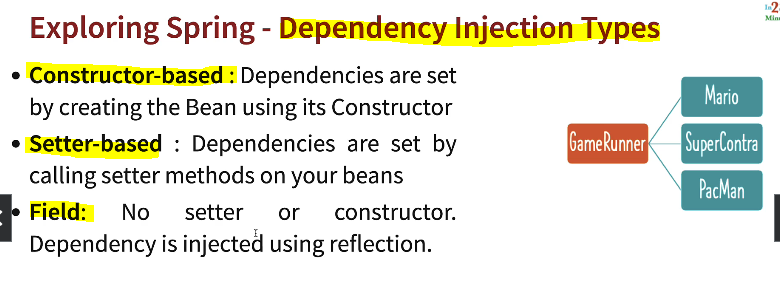 Exploring Spring - Dependency Injection Types
• Constructor-based : Dependencies are set
by creating the Bean using its Constructor
• Setter-based : Dependencies are set by
calling setter methods on your beans
• Field: No setter or constructor.
Dependency is injected using reflection.
GameRunner
Mario
SuperContra
PacMan